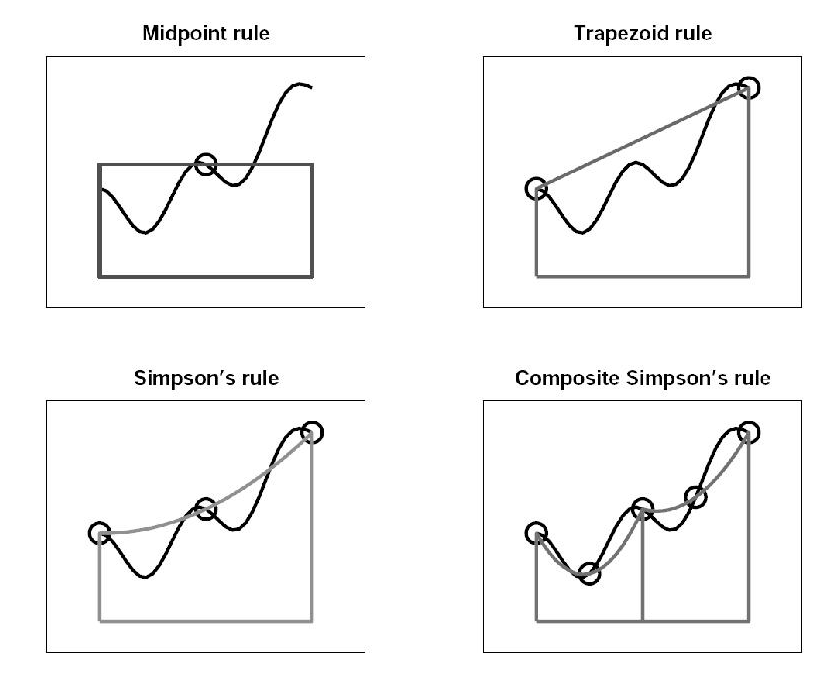 Midpoint rule
Trapezoid rule
Simpson's rule
Composite Simpson's rule